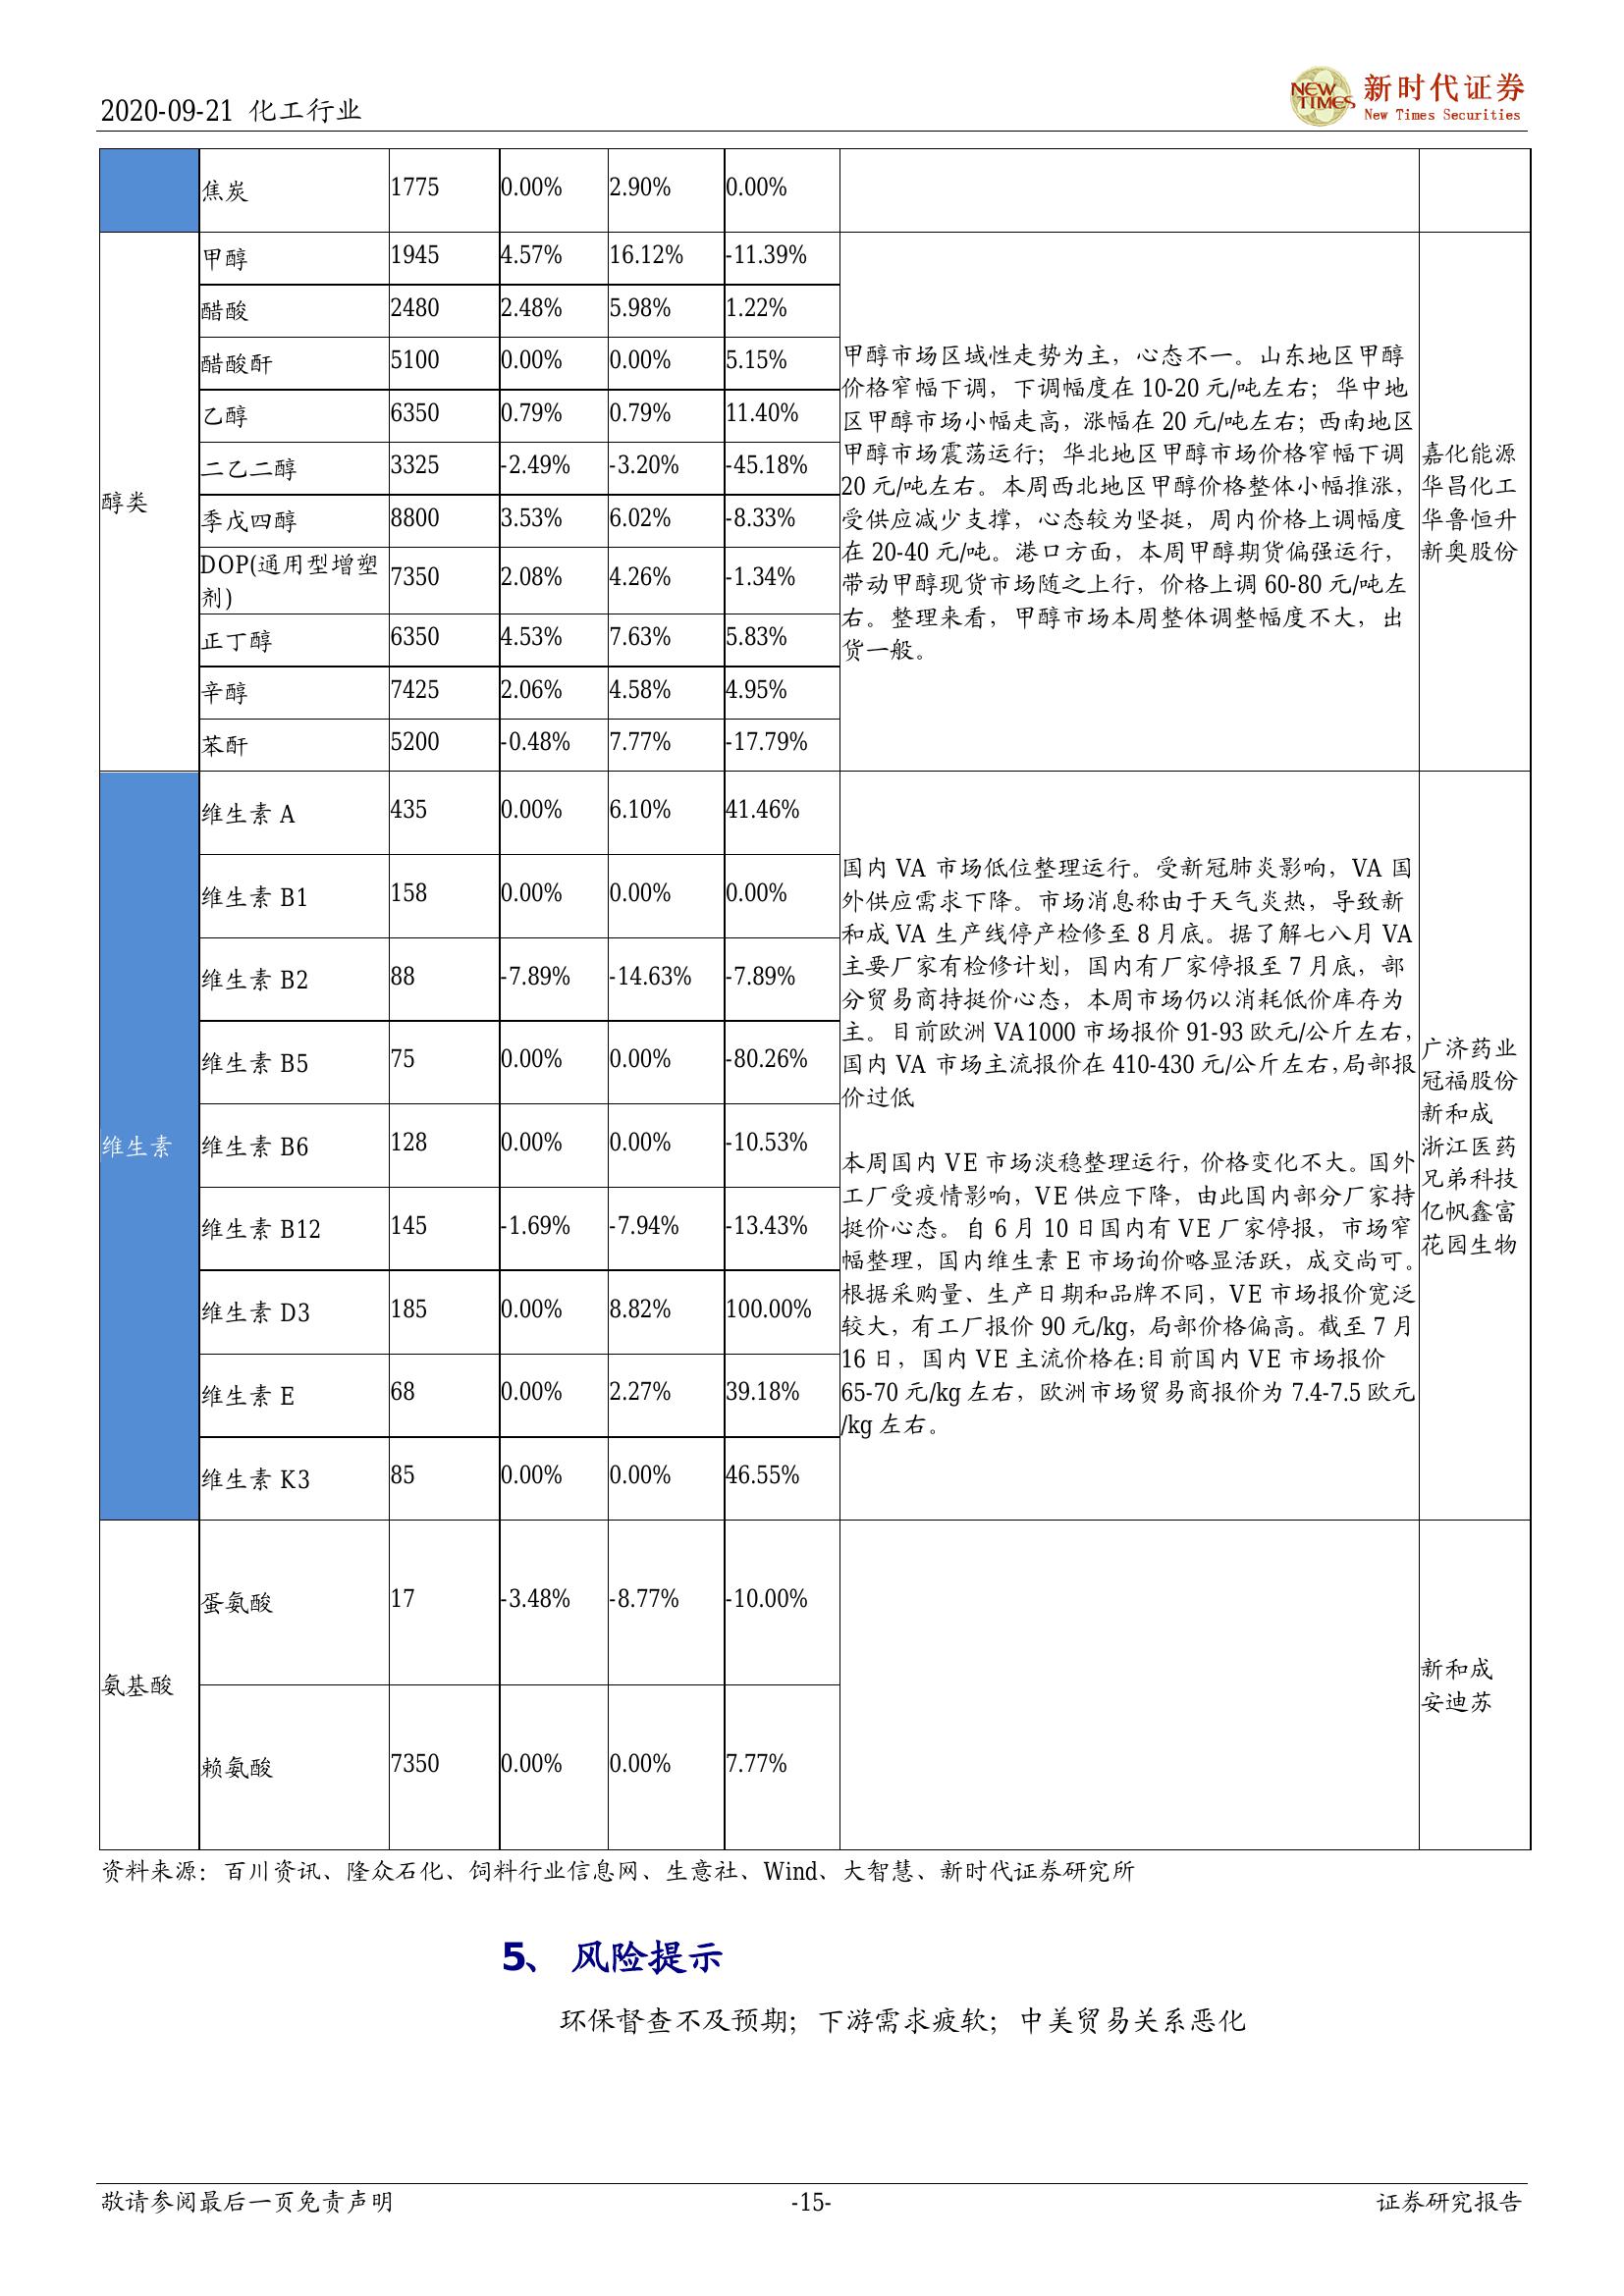 2020-09-21 化工行业
NEW TIMES
新时代证券
New Times Securities
焦炭 1775 0.00% 2.90% 0.00%
醇类
甲醇 1945 4.57% 16.12% -11.39%
醋酸 2480 2.48% 5.98% 1.22%
醋酸酐 5100 0.00% 0.00% 5.15%
乙醇 6350 0.79% 0.79% 11.40%
二乙二醇 3325 -2.49% -3.20% -45.18%
季戊四醇 8800 3.53% 6.02% -8.33%
DOP(通用型增塑
剂) 7350 2.08% 4.26% -1.34%
正丁醇 6350 4.53% 7.63% 5.83%
辛醇 7425 2.06% 4.58% 4.95%
苯酐 5200 -0.48% 7.77% -17.79%
甲醇市场区域性走势为主，心态不一。山东地区甲醇
价格窄幅下调，下调幅度在 10-20 元/吨左右；华中地
区甲醇市场小幅走高，涨幅在 20 元/吨左右；西南地区
甲醇市场震荡运行；华北地区甲醇市场价格窄幅下调
20 元/吨左右。本周西北地区甲醇价格整体小幅推涨，
受供应减少支撑，心态较为坚挺，周内价格上调幅度
在 20-40 元/吨。港口方面，本周甲醇期货偏强运行，
带动甲醇现货市场随之上行，价格上调 60-80 元/吨左
右。整理来看，甲醇市场本周整体调整幅度不大，出
货一般。
嘉化能源
华昌化工
华鲁恒升
新奥股份
维生素
维生素 A 435 0.00% 6.10% 41.46%
维生素 B1 158 0.00% 0.00% 0.00%
维生素 B2 88 -7.89% -14.63% -7.89%
维生素 B5 75 0.00% 0.00% -80.26%
维生素 B6 128 0.00% 0.00% -10.53%
维生素 B12 145 -1.69% -7.94% -13.43%
维生素 D3 185 0.00% 8.82% 100.00%
维生素 E 68 0.00% 2.27% 39.18%
维生素 K3 85 0.00% 0.00% 46.55%
国内 VA 市场低位整理运行。受新冠肺炎影响，VA 国
外供应需求下降。市场消息称由于天气炎热，导致新
和成 VA 生产线停产检修至 8 月底。据了解七八月 VA
主要厂家有检修计划，国内有厂家停报至 7 月底，部
分贸易商持挺价心态，本周市场仍以消耗低价库存为
主。目前欧洲 VA1000 市场报价 91-93 欧元/公斤左右，
国内 VA 市场主流报价在 410-430 元/公斤左右,局部报
价过低
本周国内 VE 市场淡稳整理运行，价格变化不大。国外
工厂受疫情影响，VE 供应下降，由此国内部分厂家持
挺价心态。自 6 月 10 日国内有 VE 厂家停报，市场窄
幅整理，国内维生素 E 市场询价略显活跃，成交尚可。
根据采购量、生产日期和品牌不同，VE 市场报价宽泛
较大，有工厂报价 90 元/kg，局部价格偏高。截至 7 月
16 日，国内 VE 主流价格在:目前国内 VE 市场报价
65-70 元/kg 左右，欧洲市场贸易商报价为 7.4-7.5 欧元
/kg 左右。
广济药业
冠福股份
新和成
浙江医药
兄弟科技
亿帆鑫富
花园生物
氨基酸
蛋氨酸 17 -3.48% -8.77% -10.00%
赖氨酸 7350 0.00% 0.00% 7.77%
新和成
安迪苏
资料来源：百川资讯、隆众石化、饲料行业信息网、生意社、Wind、大智慧、新时代证券研究所
5、 风险提示
环保督查不及预期；下游需求疲软；中美贸易关系恶化
敬请参阅最后一页免责声明 -15- 证券研究报告